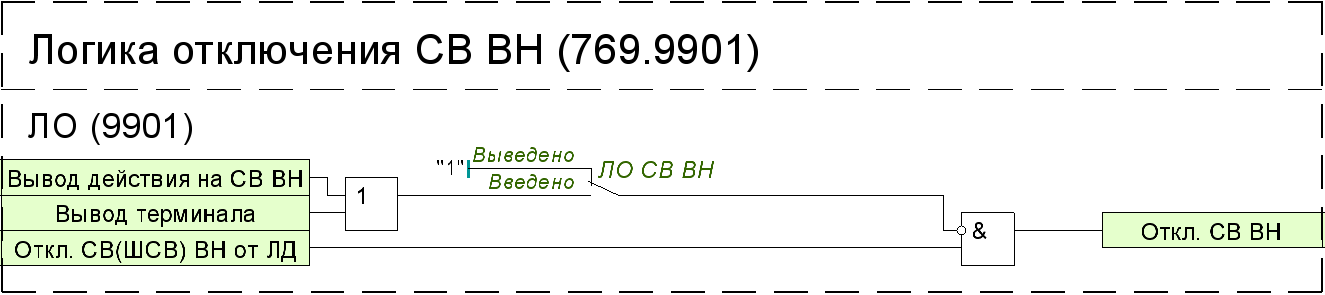 Логика отключения СВ ВН (769.9901)
ЛО (9901)
"1"
Выведено
ЛО СВ ВН
Вывод действия на СВ ВН
Введено
1
Вывод терминала
&
Откл. СВ ВН
Откл. СВ(ШСВ) ВН от ЛД